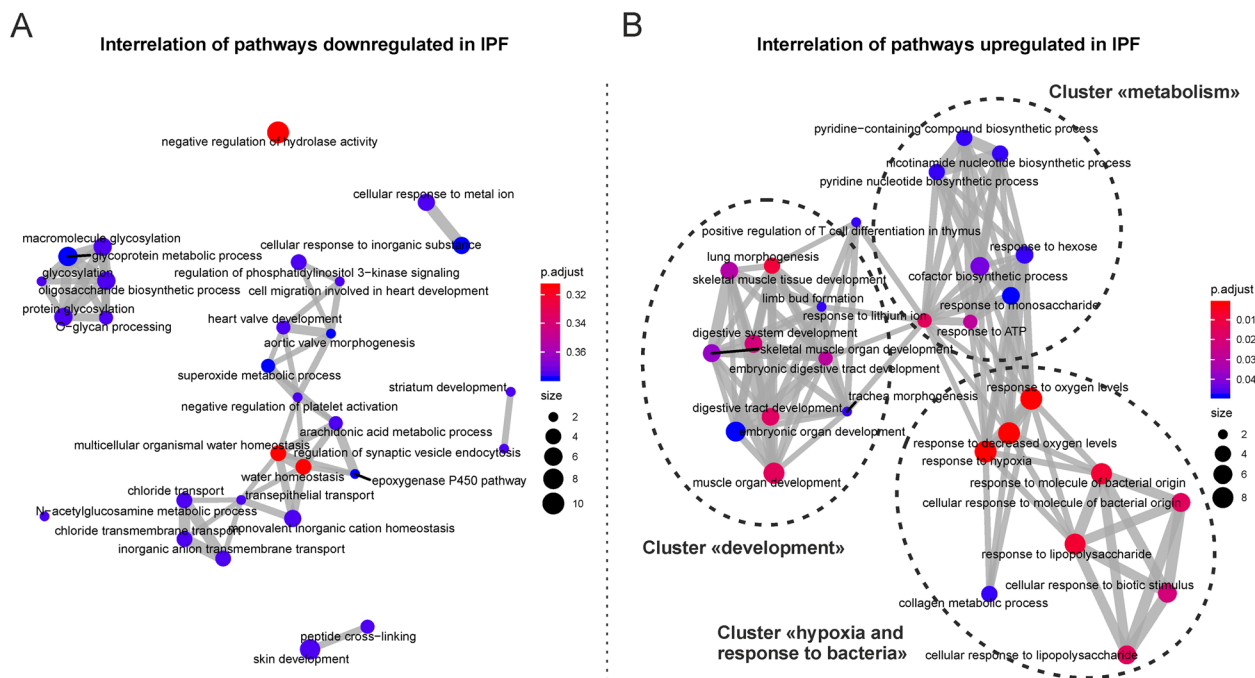 A
Interrelation of pathways downregulated in IPF
negative regulation of hydrolase activity
cellular response to metal ion
macromolecule glycosylation
cellular response to inorganic substance
glycoprotein metabolic process
glycosylation
regulation of phosphatidylinositol 3−kinase signaling
oligosaccharide biosynthetic process
cell migration involved in heart development
protein glycosylation
O−glycan processing
heart valve development
aortic valve morphogenesis
superoxide metabolic process
striatum development
negative regulation of platelet activation
arachidonic acid metabolic process
multicellular organismal water homeostasis
regulation of synaptic vesicle endocytosis
water homeostasis
epoxygenase P450 pathway
chloride transport
transepithelial transport
N−acetylglucosamine metabolic process
chloride transmembrane transport
monovalent inorganic cation homeostasis
inorganic anion transmembrane transport
peptide cross−linking
skin development
p.adjust
0.32
0.34
0.36
size
2
4
6
8
10
B
Interrelation of pathways upregulated in IPF
Cluster «metabolism»
pyridine−containing compound biosynthetic process
nicotinamide nucleotide biosynthetic process
pyridine nucleotide biosynthetic process
positive regulation of T cell differentiation in thymus
response to hexose
lung morphogenesis
cofactor biosynthetic process
skeletal muscle tissue development
limb bud formation
response to monosaccharide
response to lithium ion
response to ATP
digestive system development
skeletal muscle organ development
embryonic digestive tract development
response to oxygen levels
trachea morphogenesis
digestive tract development
embryonic organ development
response to decreased oxygen levels
response to hypoxia
muscle organ development
response to molecule of bacterial origin
cellular response to molecule of bacterial origin
Cluster «development»
response to lipopolysaccharide
cellular response to biotic stimulus
collagen metabolic process
Cluster «hypoxia and
response to bacteria»
cellular response to lipopolysaccharide
p.adjust
0.01
0.02
0.03
0.04
size
2
4
6
8